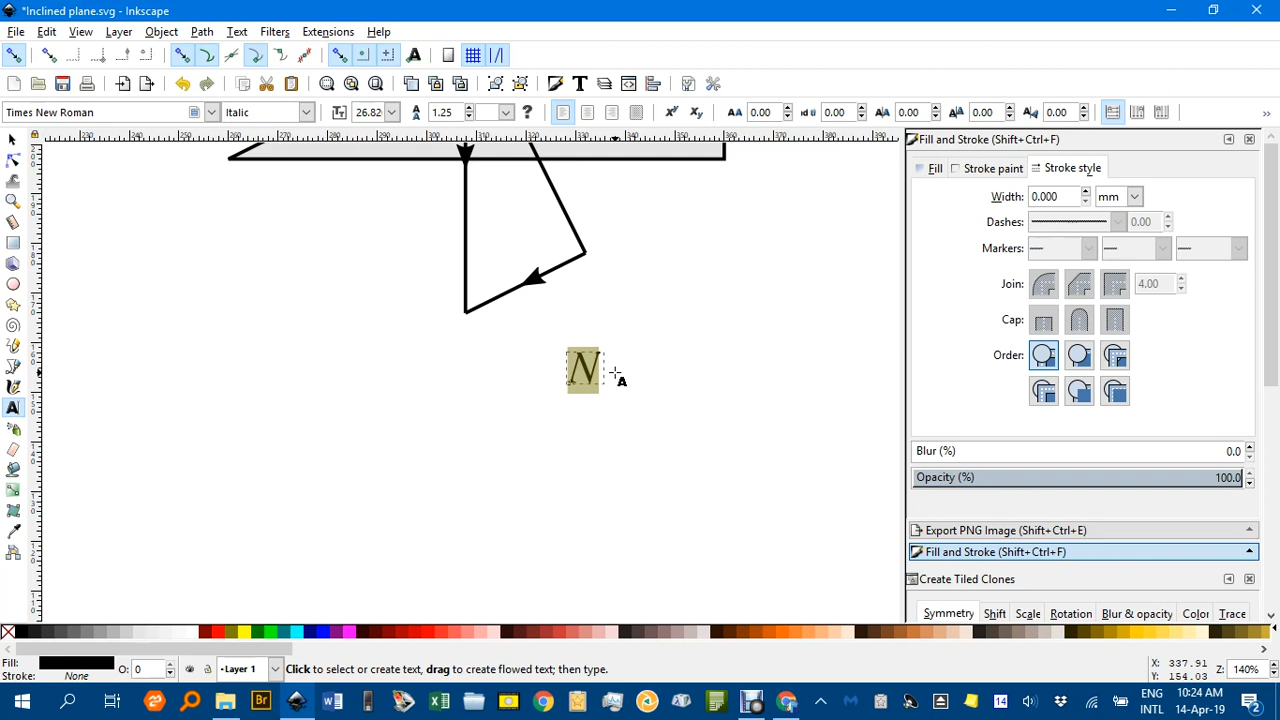 *Inclined plane.svg - Inkscape
File Edit View Layer Object Path Text Filters Extensions Help
Times New Roman Italic 26.82 1.25 0.00 0.00 0.00 0.00 0.00
Fill and Stroke (Shift+Ctrl+F)
Fill Stroke paint Stroke style
Width: 0.000 mm
Dashes: 0.00
Markers:
Join: 4.00
Cap:
Order:
N
A
Blur (%) 0.0
Opacity (%) 100.0
Export PNG Image (Shift+Ctrl+E)
Fill and Stroke (Shift+Ctrl+F)
Create Tiled Clones
Symmetry Shift Scale Rotation Blur & opacity Color Trace
Fill: O: 0 Layer 1 Click to select or create text, drag to create flowed text; then type. X: 337.91 Z: 140%
Stroke: None Y: 154.03
ENG 10:24 AM
INTL 14-Apr-19